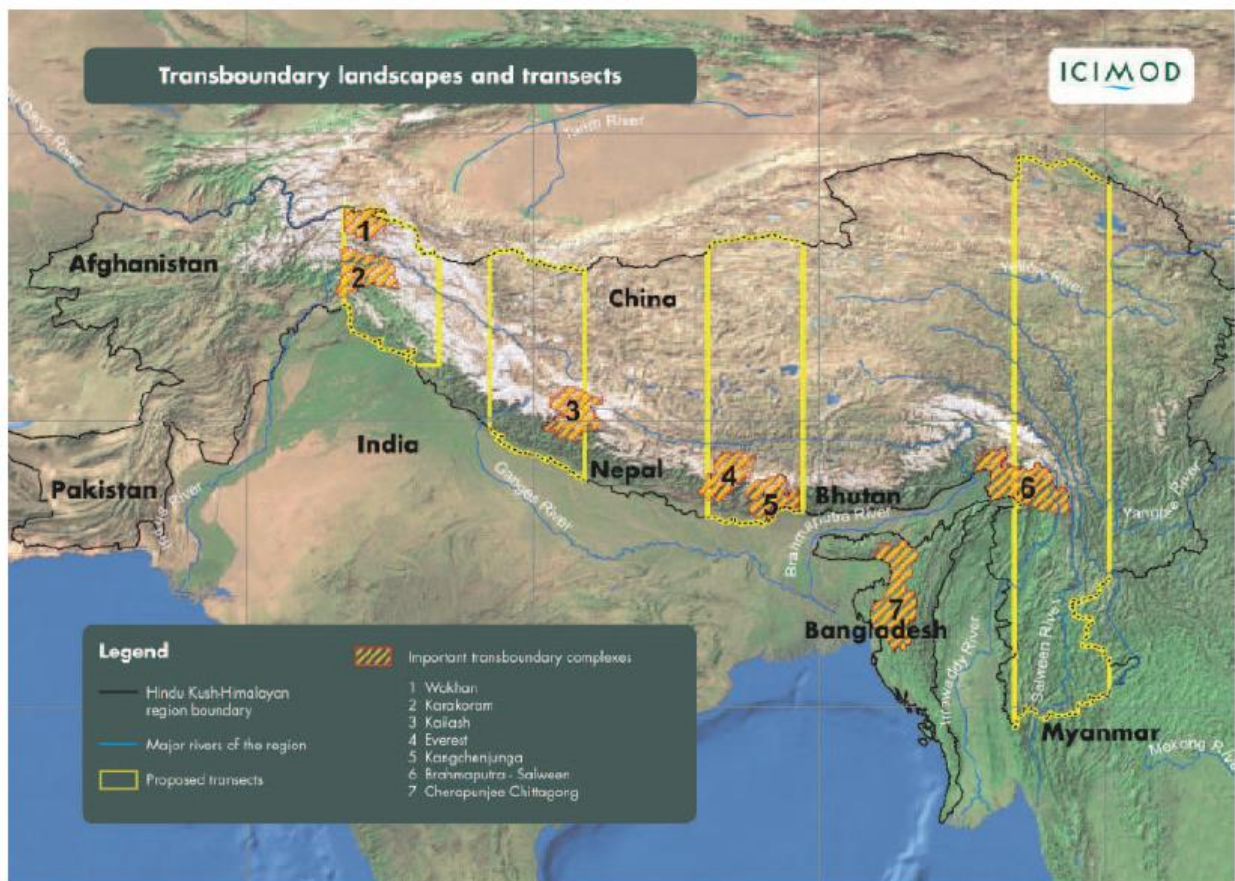 Transboundary landscapes and transects
ICIMOD
Tarim River
Afghanistan
1
2
China
3
India
Nepal
4
5
Bhutan
6
Pakistan
Ganges River
Brahmaputra River
Yangtze River
7
Bangladesh
Salween River
Irrawaddy River
Myanmar
Mekong River
Legend
Hindu Kush-Himalayan
region boundary
Major rivers of the region
Proposed transects
Important transboundary complexes
1 Wakhan
2 Karakoram
3 Kailash
4 Everest
5 Kangchenjunga
6 Brahmaputra - Salween
7 Cherapunjee Chittagong